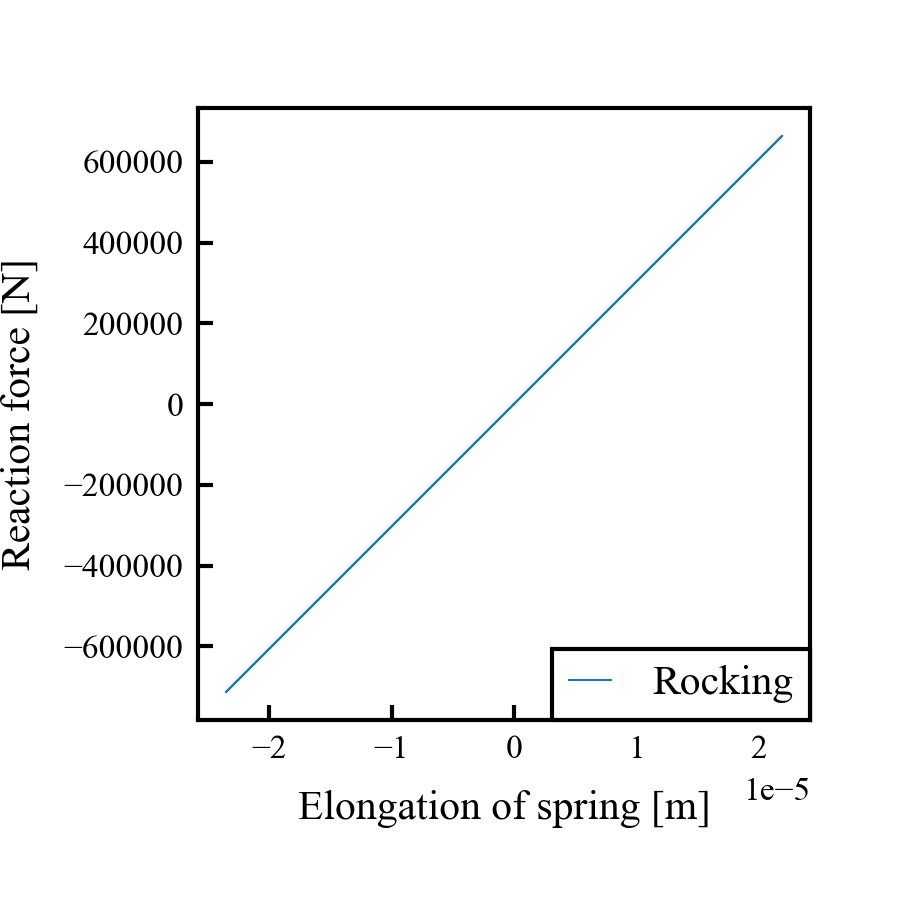 600000
400000
200000
0
−200000
−400000
−600000
Reaction force [N]
Rocking
−2 −1 0 1 2
1e−5
Elongation of spring [m]